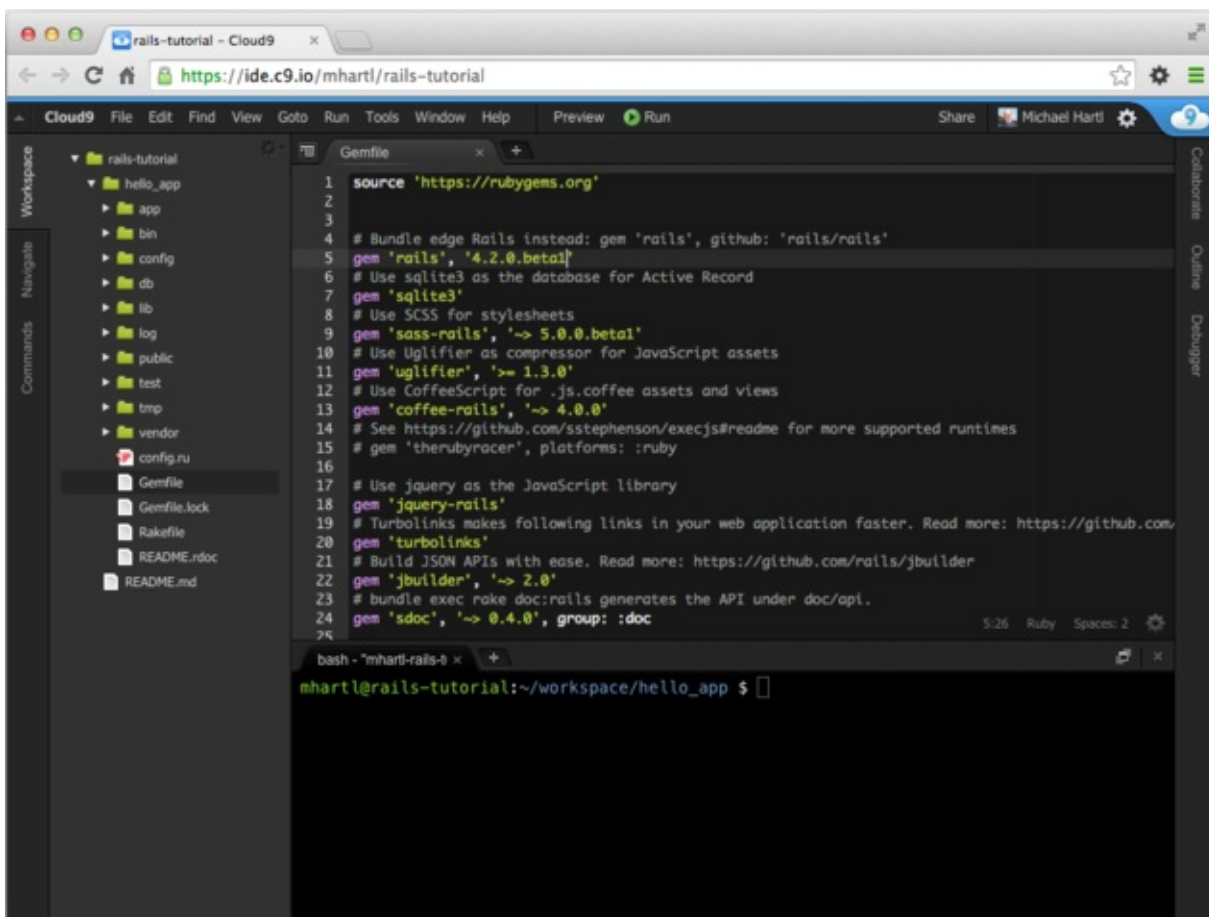 rails-tutorial - Cloud9
https://ide.c9.io/mhartl/rails-tutorial
Cloud9 File Edit Find View Goto Run Tools Window Help Preview Run Share Michael Hartl
Workspace
Navigate
Commands
rails-tutorial
hello_app
app
bin
config
db
lib
log
public
test
tmp
vendor
config.ru
Gemfile
Gemfile.lock
Rakefile
README.rdoc
README.md
Gemfile
1 source 'https://rubygems.org'
2
3
4 # Bundle edge Rails instead: gem 'rails', github: 'rails/rails'
5 gem 'rails', '4.2.0.beta1'
6 # Use sqlite3 as the database for Active Record
7 gem 'sqlite3'
8 # Use SCSS for stylesheets
9 gem 'sass-rails', '~> 5.0.0.beta1'
10 # Use Uglifier as compressor for JavaScript assets
11 gem 'uglifier', '>= 1.3.0'
12 # Use CoffeeScript for .js.coffee assets and views
13 gem 'coffee-rails', '~> 4.0.0'
14 # See https://github.com/sstephenson/execjs#readme for more supported runtimes
15 # gem 'therubyracer', platforms: :ruby
16
17 # Use jquery as the JavaScript library
18 gem 'jquery-rails'
19 # Turbolinks makes following links in your web application faster. Read more: https://github.com/
20 gem 'turbolinks'
21 # Build JSON APIs with ease. Read more: https://github.com/rails/jbuilder
22 gem 'jbuilder', '~> 2.0'
23 # bundle exec rake doc:rails generates the API under doc/api.
24 gem 'sdoc', '~> 0.4.0', group: :doc
25
5:26 Ruby Spaces: 2
Collaborate
Outline
Debugger
bash - "mhartl-rails-t
mhartl@rails-tutorial:~/workspace/hello_app $